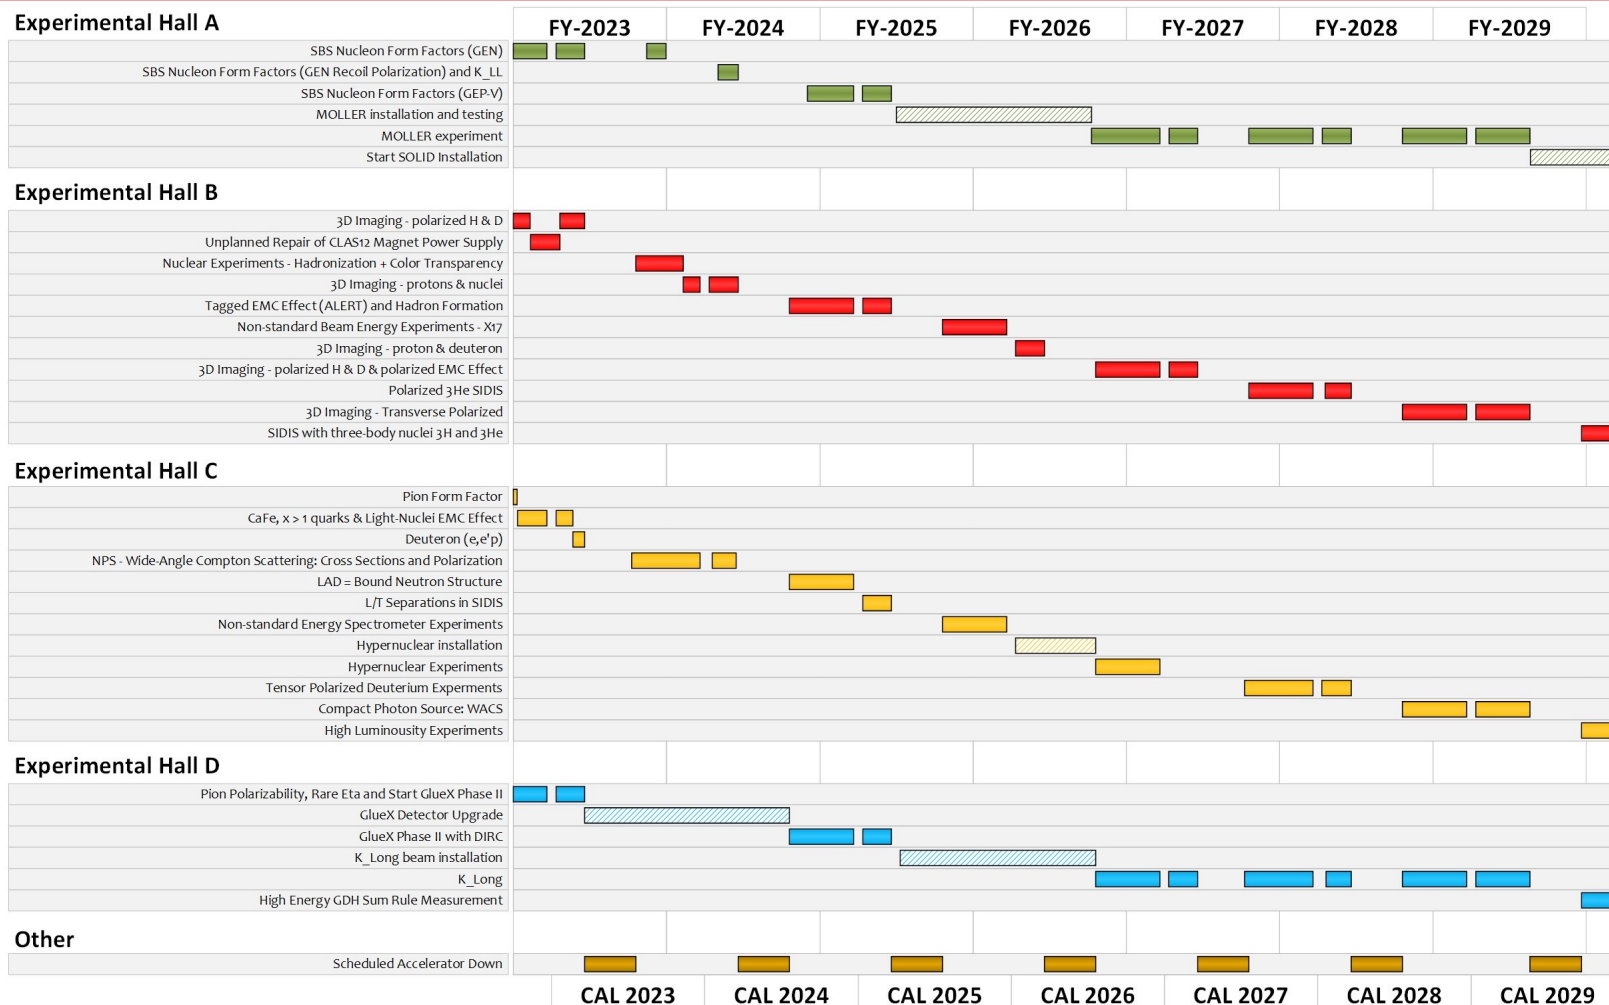 Experimental Hall A
FY-2023 FY-2024 FY-2025 FY-2026 FY-2027 FY-2028 FY-2029
SBS Nucleon Form Factors (GEN)
SBS Nucleon Form Factors (GEN Recoil Polarization) and K_LL
SBS Nucleon Form Factors (GEP-V)
MOLLER installation and testing
MOLLER experiment
Start SOLID Installation
Experimental Hall B
3D Imaging - polarized H & D
Unplanned Repair of CLAS12 Magnet Power Supply
Nuclear Experiments - Hadronization + Color Transparency
3D Imaging - protons & nuclei
Tagged EMC Effect (ALERT) and Hadron Formation
Non-standard Beam Energy Experiments - X17
3D Imaging - proton & deuteron
3D Imaging - polarized H & D & polarized EMC Effect
Polarized 3He SIDIS
3D Imaging - Transverse Polarized
SIDIS with three-body nuclei 3H and 3He
Experimental Hall C
Pion Form Factor
CaFe, x > 1 quarks & Light-Nuclei EMC Effect
Deuteron (e,e'p)
NPS - Wide-Angle Compton Scattering: Cross Sections and Polarization
LAD = Bound Neutron Structure
L/T Separations in SIDIS
Non-standard Energy Spectrometer Experiments
Hypernuclear installation
Hypernuclear Experiments
Tensor Polarized Deuterium Experments
Compact Photon Source: WACS
High Luminousity Experiments
Experimental Hall D
Pion Polarizability, Rare Eta and Start GlueX Phase II
GlueX Detector Upgrade
GlueX Phase II with DIRC
K_Long beam installation
K_Long
High Energy GDH Sum Rule Measurement
Other
Scheduled Accelerator Down
CAL 2023 CAL 2024 CAL 2025 CAL 2026 CAL 2027 CAL 2028 CAL 2029